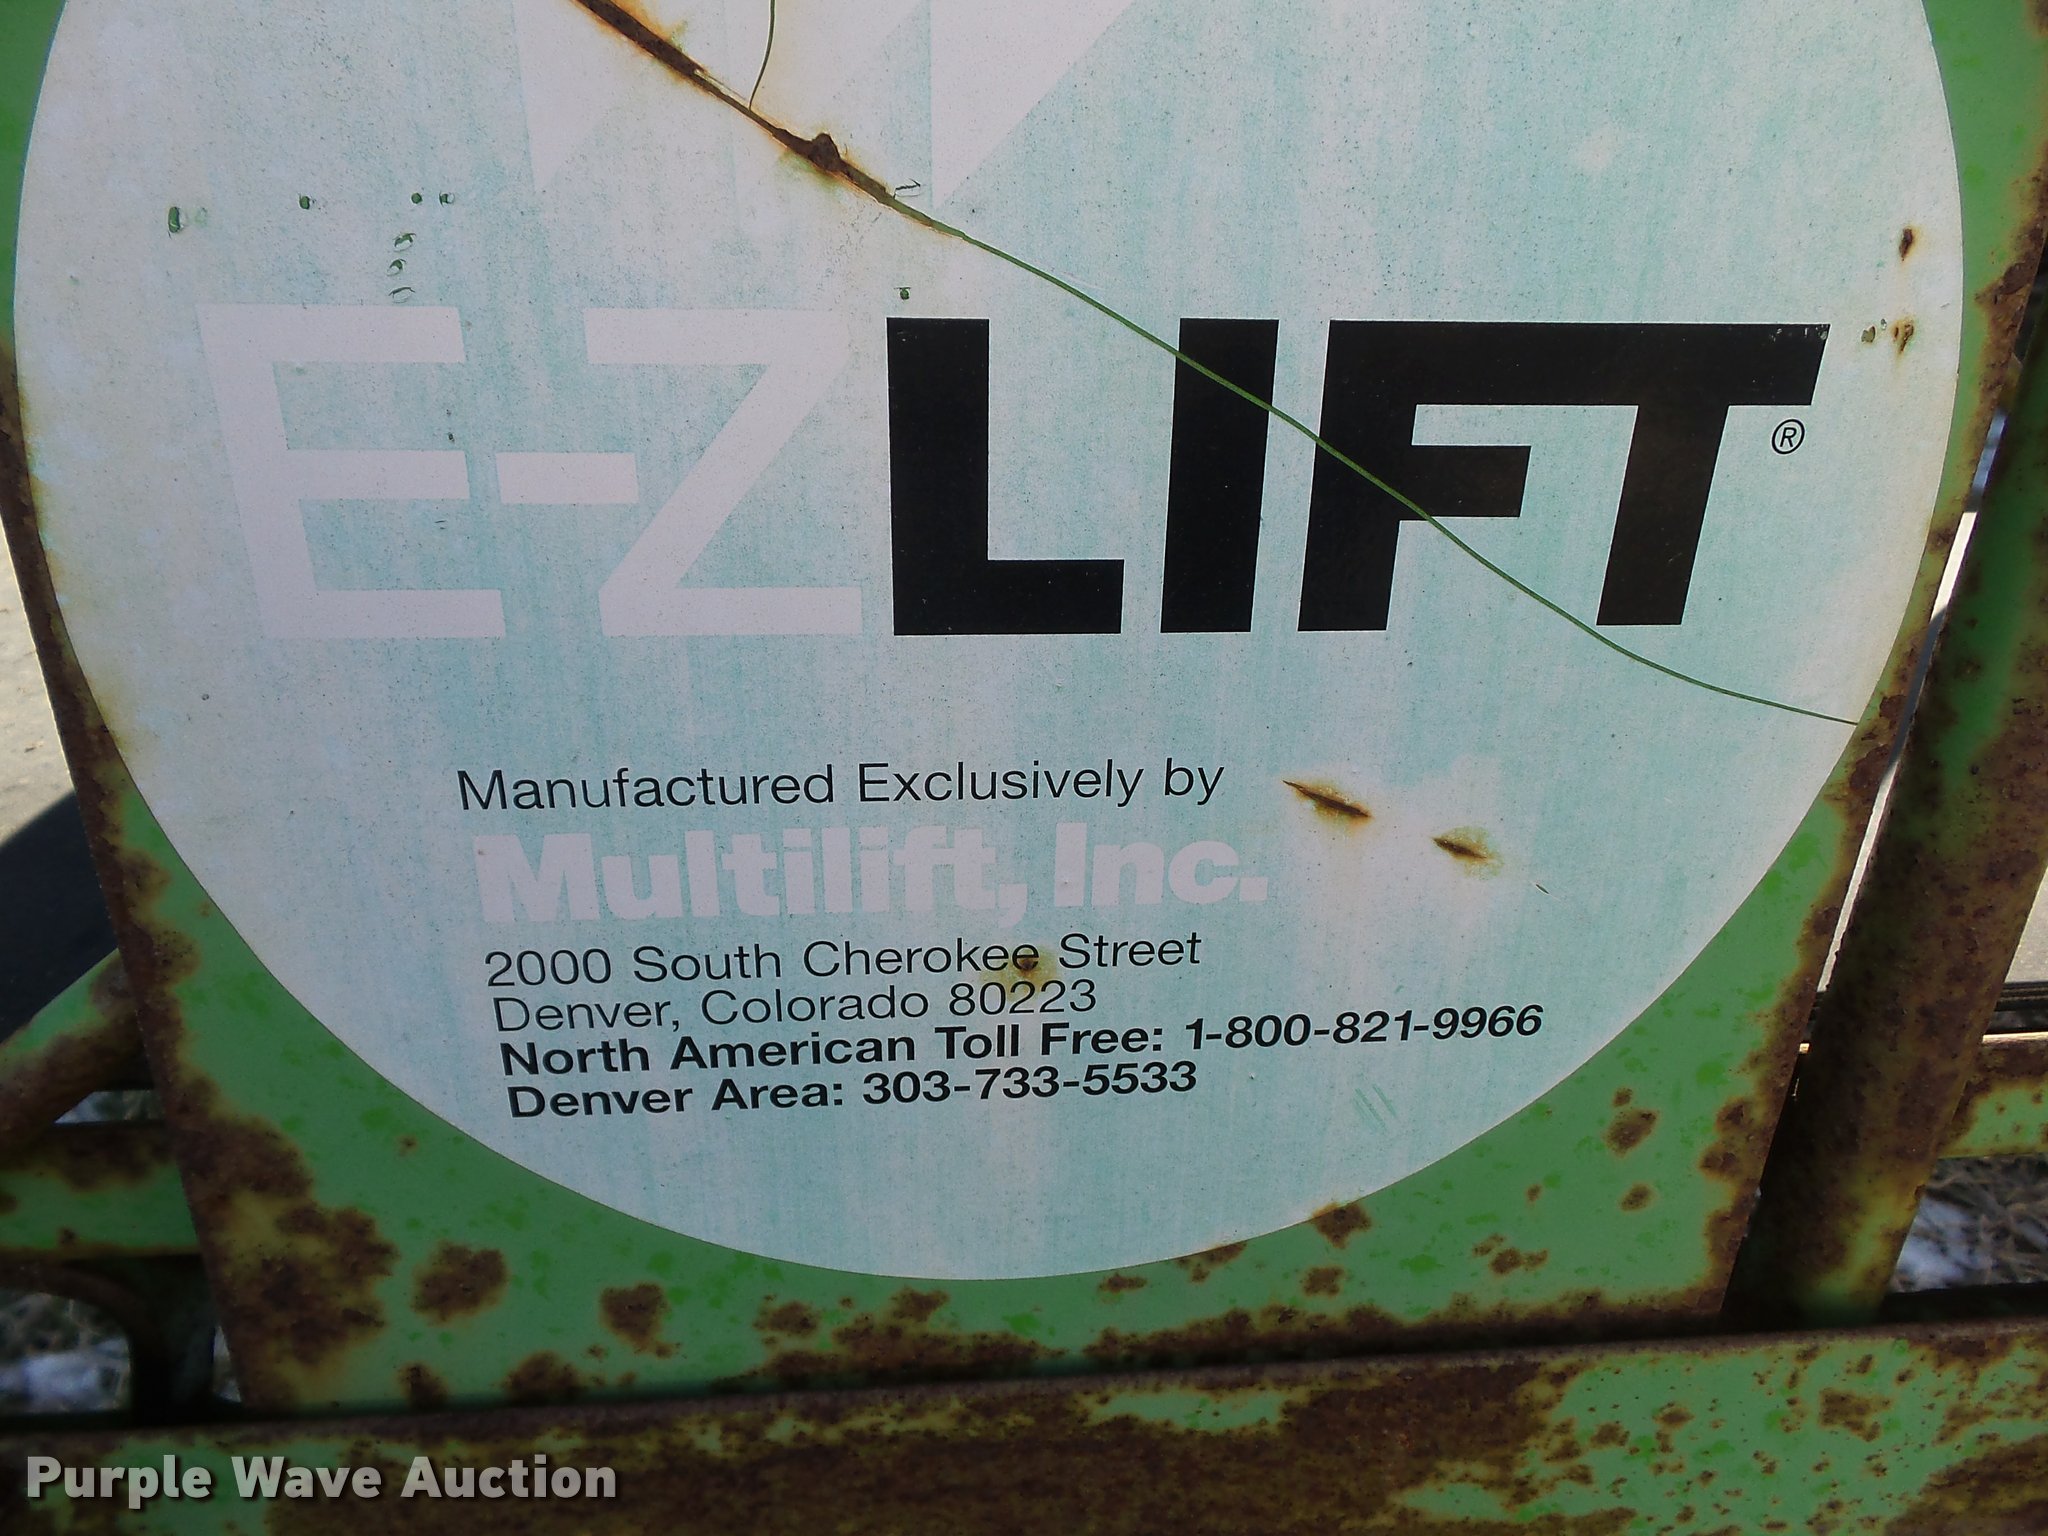 E-ZLIFT®
Manufactured Exclusively by
Multilift, Inc.
2000 South Cherokee Street
Denver, Colorado 80223
North American Toll Free: 1-800-821-9966
Denver Area: 303-733-5533
Purple Wave Auction